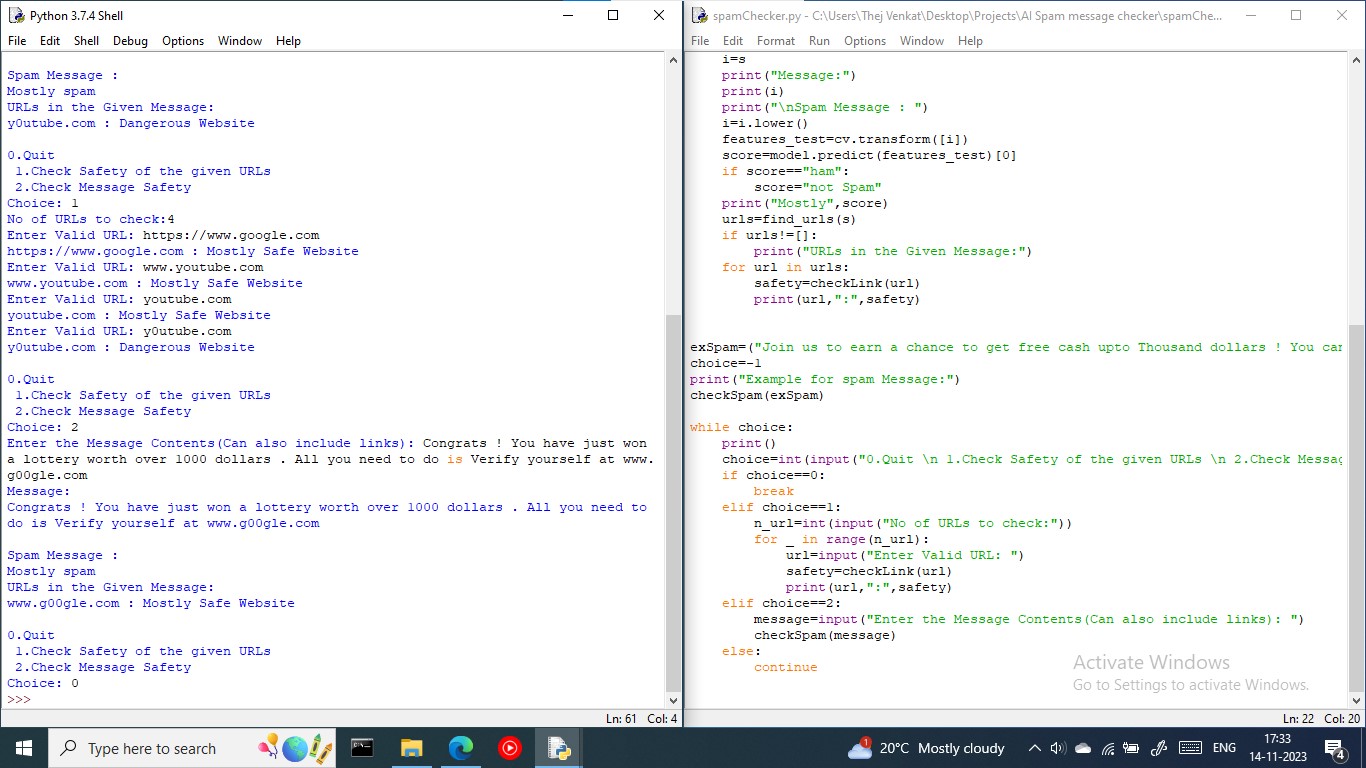 Python 3.7.4 Shell
File Edit Shell Debug Options Window Help
Spam Message :
Mostly spam
URLs in the Given Message:
y0utube.com : Dangerous Website
0.Quit
1.Check Safety of the given URLs
2.Check Message Safety
Choice: 1
No of URLs to check:4
Enter Valid URL: https://www.google.com
https://www.google.com : Mostly Safe Website
Enter Valid URL: www.youtube.com
www.youtube.com : Mostly Safe Website
Enter Valid URL: youtube.com
youtube.com : Mostly Safe Website
Enter Valid URL: y0utube.com
y0utube.com : Dangerous Website
0.Quit
1.Check Safety of the given URLs
2.Check Message Safety
Choice: 2
Enter the Message Contents(Can also include links): Congrats ! You have just won
a lottery worth over 1000 dollars . All you need to do is Verify yourself at www.
g00gle.com
Message:
Congrats ! You have just won a lottery worth over 1000 dollars . All you need to
do is Verify yourself at www.g00gle.com
Spam Message :
Mostly spam
URLs in the Given Message:
www.g00gle.com : Mostly Safe Website
0.Quit
1.Check Safety of the given URLs
2.Check Message Safety
Choice: 0
>>>
Ln: 61 Col: 4
spamChecker.py - C:\Users\Thej Venkat\Desktop\Projects\AI Spam message checker\spamChe...
File Edit Format Run Options Window Help
i=s
print("Message:")
print(i)
print("\nSpam Message : ")
i=i.lower()
features_test=cv.transform([i])
score=model.predict(features_test)[0]
if score=="ham":
score="not Spam"
print("Mostly",score)
urls=find_urls(s)
if urls!=[]:
print("URLs in the Given Message:")
for url in urls:
safety=checkLink(url)
print(url,":",safety)
exSpam=("Join us to earn a chance to get free cash upto Thousand dollars ! You can
choice=-1
print("Example for spam Message:")
checkSpam(exSpam)
while choice:
print()
choice=int(input("0.Quit \n 1.Check Safety of the given URLs \n 2.Check Messag
if choice==0:
break
elif choice==1:
n_url=int(input("No of URLs to check:"))
for _ in range(n_url):
url=input("Enter Valid URL: ")
safety=checkLink(url)
print(url,":",safety)
elif choice==2:
message=input("Enter the Message Contents(Can also include links): ")
checkSpam(message)
else:
continue
Activate Windows
Go to Settings to activate Windows.
Ln: 22 Col: 20
Type here to search
1
20°C Mostly cloudy
ENG
17:33
14-11-2023
4